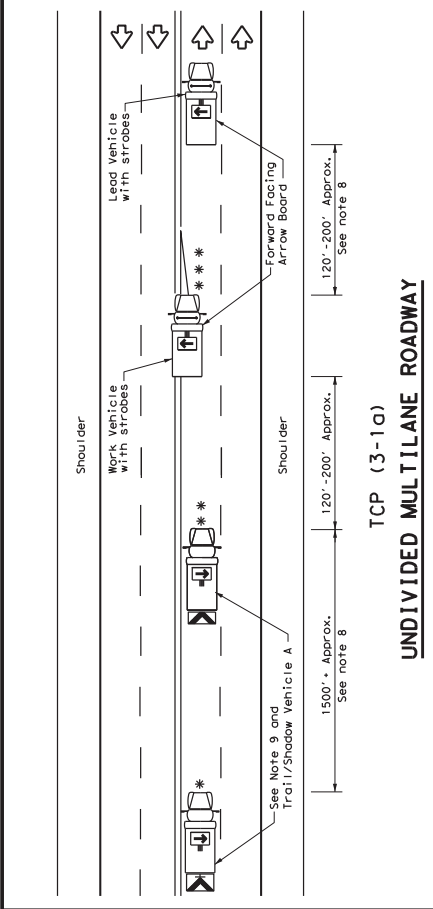 Shoulder
Lead Vehicle
with strobes
Work Vehicle
with strobes
* * *
* *
*
Forward Facing
Arrow Board
Shoulder
See Note 9 and
Trail/Shadow Vehicle A
1500'+ Approx.
See note 8
120'-200' Approx.
120'-200' Approx.
See note 8
TCP (3-1a)
UNDIVIDED MULTILANE ROADWAY